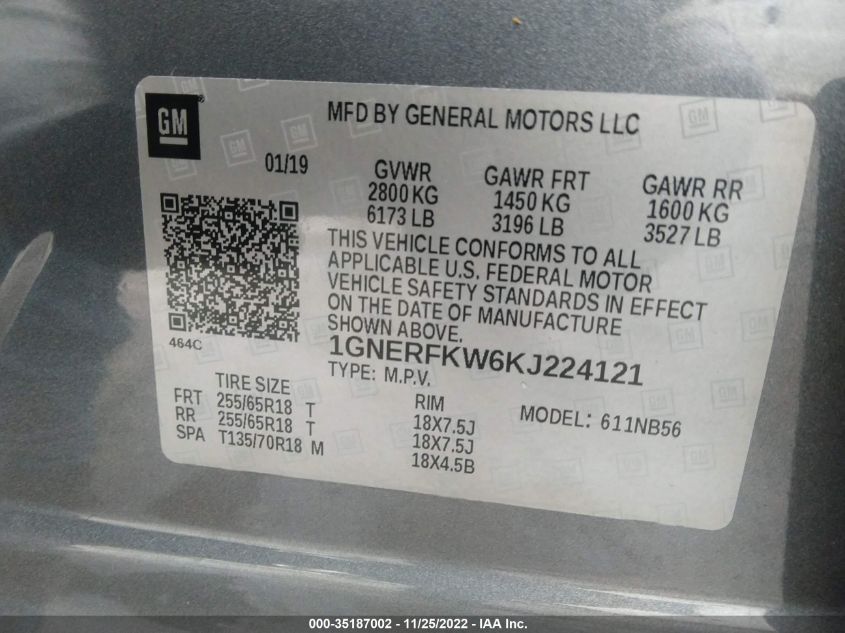 GM
MFD BY GENERAL MOTORS LLC
01/19
GVWR
2800 KG
6173 LB
GAWR FRT
1450 KG
3196 LB
GAWR RR
1600 KG
3527 LB
THIS VEHICLE CONFORMS TO ALL
APPLICABLE U.S. FEDERAL MOTOR
VEHICLE SAFETY STANDARDS IN EFFECT
ON THE DATE OF MANUFACTURE
SHOWN ABOVE.
464C
1GNERFKW6KJ224121
TYPE: M.P.V.
TIRE SIZE
FRT 255/65R18 T
RR 255/65R18 T
SPA T135/70R18 M
RIM
18X7.5J
18X7.5J
18X4.5B
MODEL: 611NB56
000-35187002 - 11/25/2022 - IAA Inc.